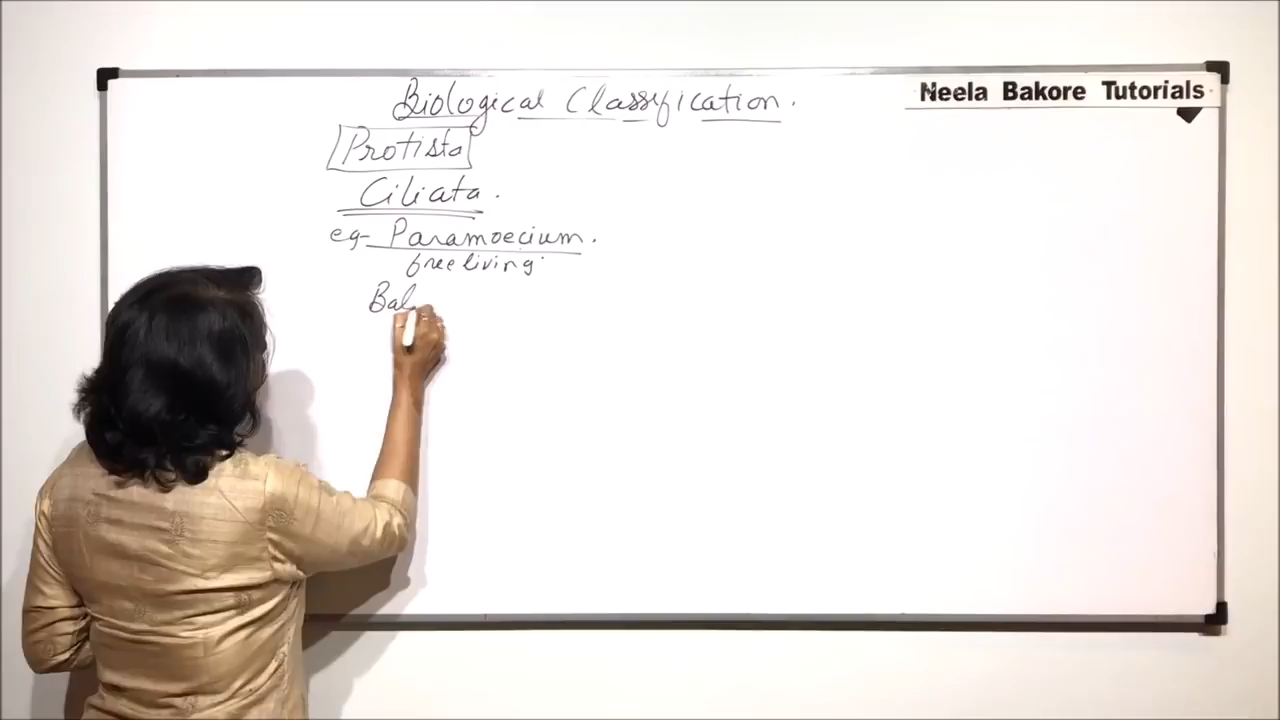 Biological Classification.
Neela Bakore Tutorials
Protista
Ciliata.
eg- Paramoecium.
free living.
Bal